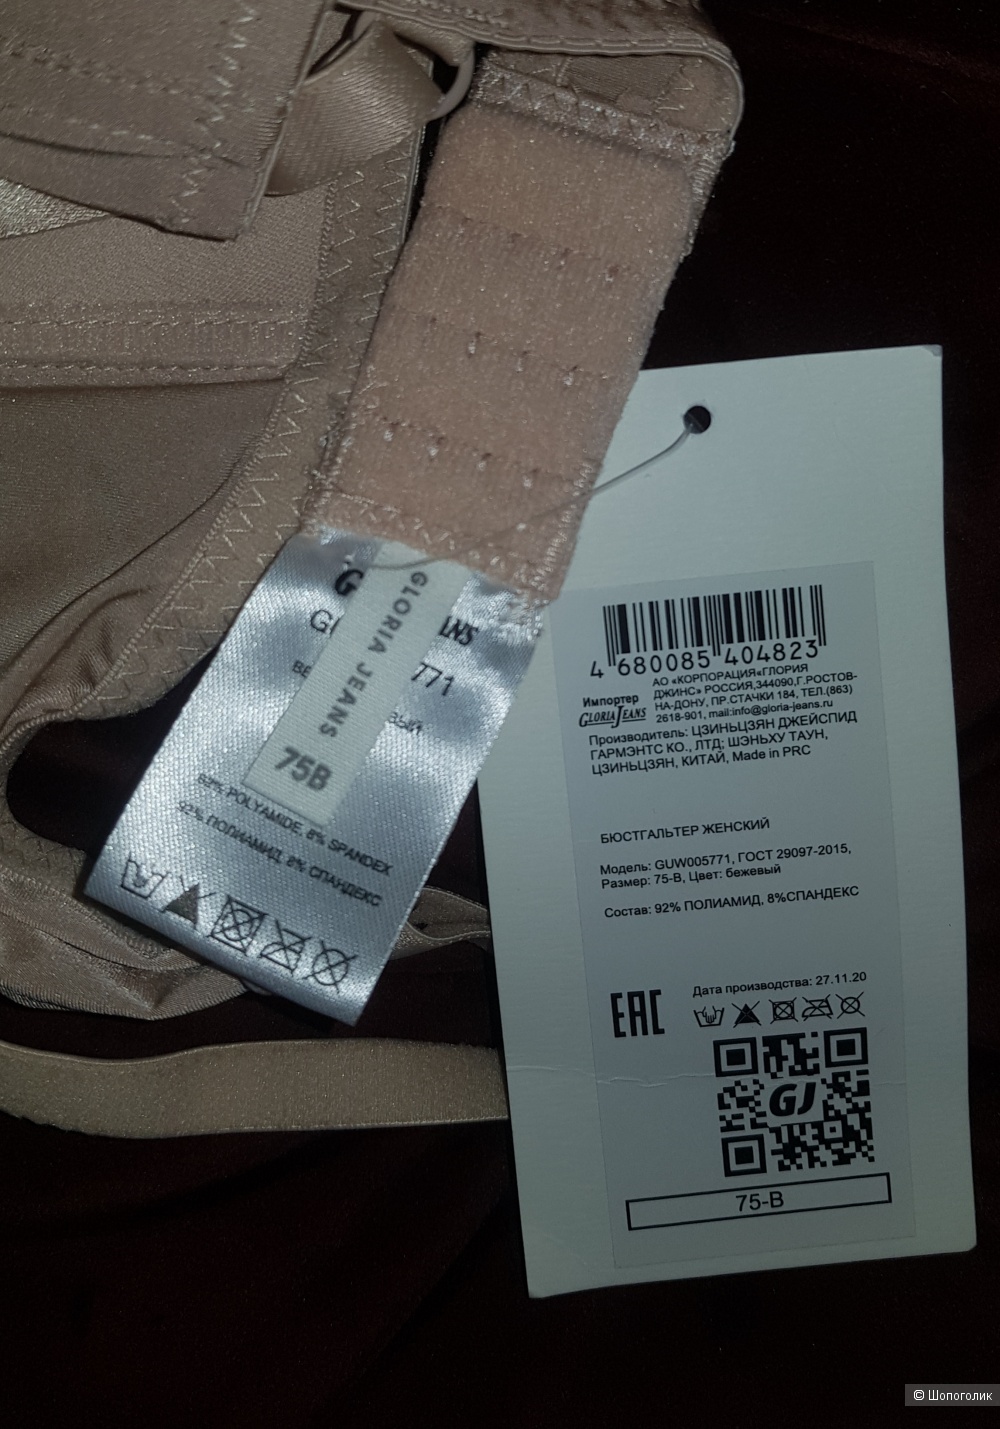 GLORIA JEANS
75B
771
92% POLYAMIDE, 8% SPANDEX
92% ПОЛИАМИД, 8% СПАНДЕКС
4 680085 404823
Импортер
GLORIA JEANS
АО «КОРПОРАЦИЯ«ГЛОРИЯ
ДЖИНС» РОССИЯ,344090,Г.РОСТОВ-
НА-ДОНУ, ПР.СТАЧКИ 184, ТЕЛ.(863)
2618-901, mail:info@gloria-jeans.ru
Производитель: ЦЗИНЬЦЗЯН ДЖЕЙСПИД
ГАРМЭНТС КО., ЛТД; ШЭНЬХУ ТАУН,
ЦЗИНЬЦЗЯН, КИТАЙ, Made in PRC
БЮСТГАЛЬТЕР ЖЕНСКИЙ
Модель: GUW005771, ГОСТ 29097-2015,
Размер: 75-B, Цвет: бежевый
Состав: 92% ПОЛИАМИД, 8%СПАНДЕКС
Дата производства: 27.11.20
EAC
GJ
75-B
© Шопоголик